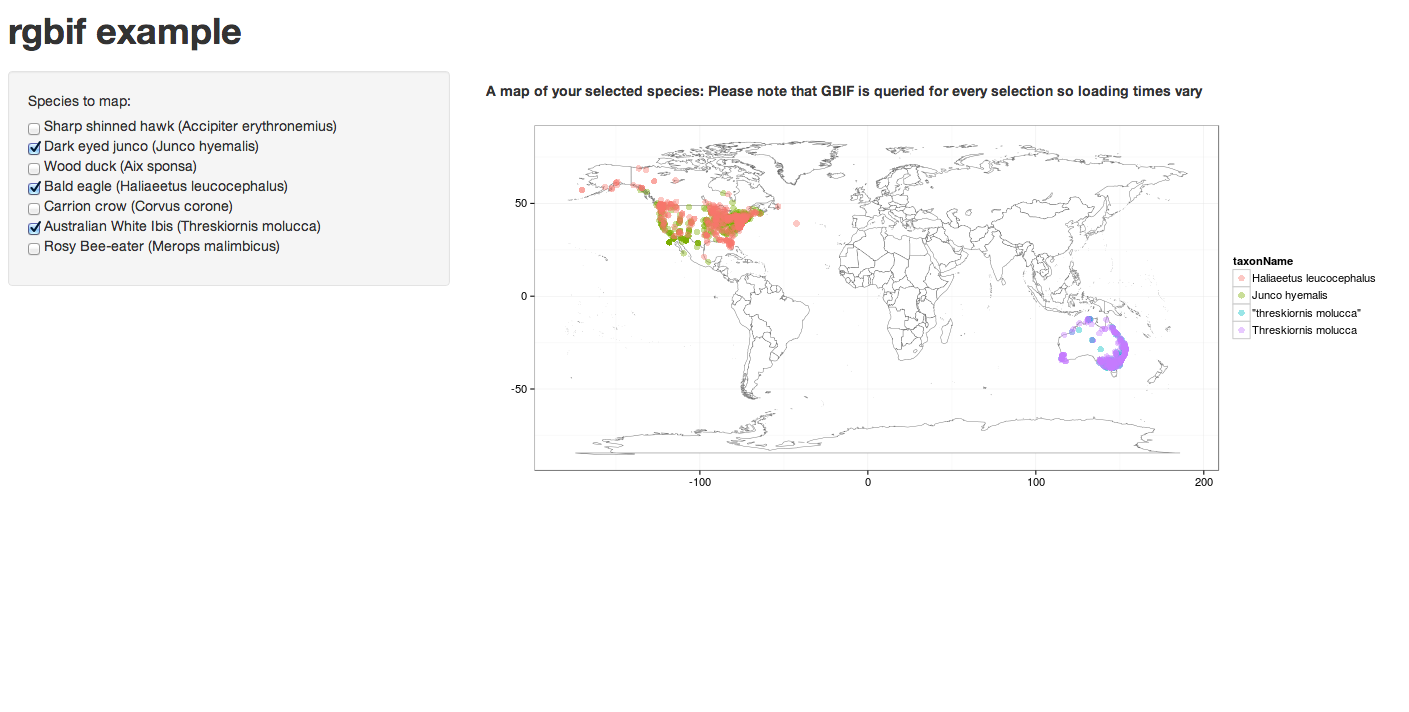 rgbif example
Species to map:
Sharp shinned hawk (Accipiter erythronemius)
Dark eyed junco (Junco hyemalis)
Wood duck (Aix sponsa)
Bald eagle (Haliaeetus leucocephalus)
Carrion crow (Corvus corone)
Australian White Ibis (Threskiornis molucca)
Rosy Bee-eater (Merops malimbicus)
A map of your selected species: Please note that GBIF is queried for every selection so loading times vary
50
0
-50
-100
0
100
200
taxonName
Haliaeetus leucocephalus
Junco hyemalis
"threskiornis molucca"
Threskiornis molucca